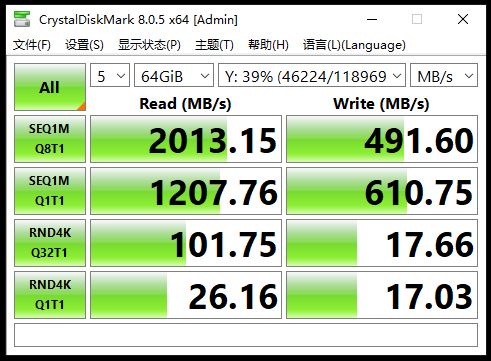 CrystalDiskMark 8.0.5 x64 [Admin]
文件(F) 设置(S) 显示状态(P) 主题(T) 帮助(H) 语言(L)(Language)
All 5 64GiB Y: 39% (46224/118969 MB/s
Read (MB/s) Write (MB/s)
SEQ1M
Q8T1 2013.15 491.60
SEQ1M
Q1T1 1207.76 610.75
RND4K
Q32T1 101.75 17.66
RND4K
Q1T1 26.16 17.03